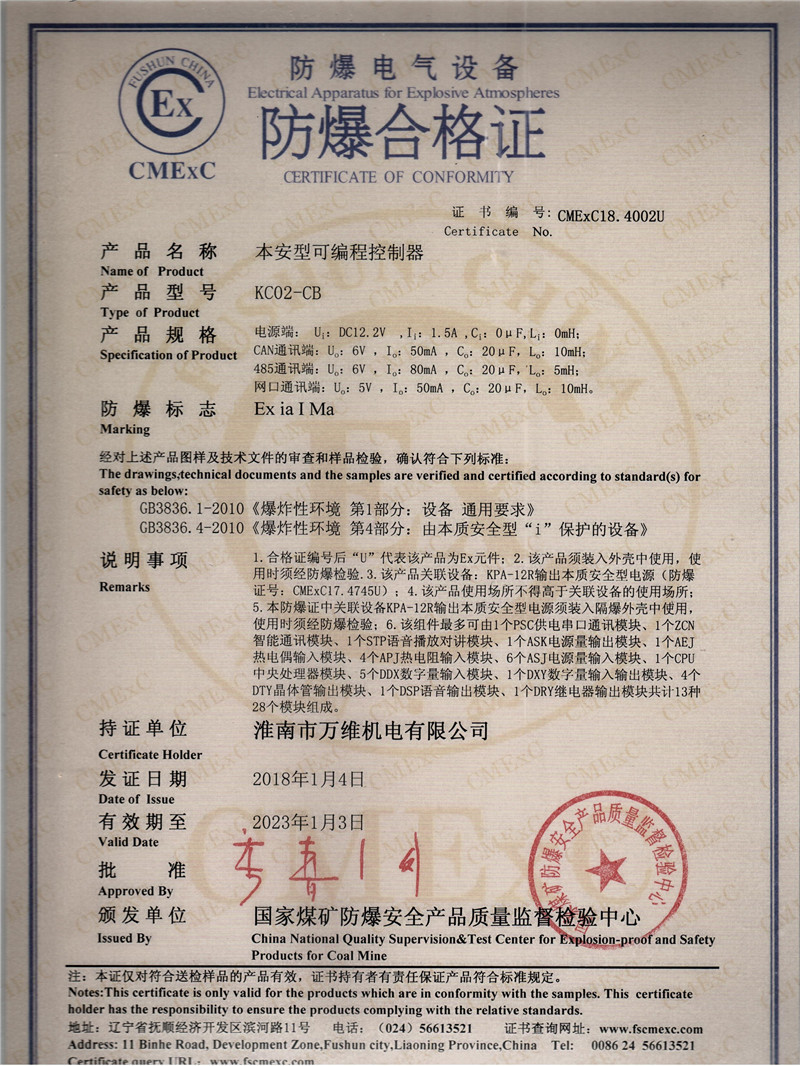 FUSHUN CHINA
Ex
CMExC
防爆电气设备
Electrical Apparatus for Explosive Atmospheres
防爆合格证
CERTIFICATE OF CONFORMITY
证 书 编 号: CMExC18.4002U
Certificate No.
产品名称 本安型可编程控制器
Name of Product
产品型号 KC02-CB
Type of Product
产品规格 电源端: Ui: DC12.2V ,Ii: 1.5A ,Ci: 0μF,Li: 0mH;
Specification of Product CAN通讯端: Uo: 6V , Io: 50mA , Co: 20μF, Lo: 10mH;
485通讯端: Uo: 6V , Io: 80mA , Co: 20μF, Lo: 5mH;
网口通讯端: Uo: 5V , Io: 50mA , Co: 20μF, Lo: 10mH。
防爆标志 Ex ia I Ma
Marking
经对上述产品图样及技术文件的审查和样品检验，确认符合下列标准:
The drawings,technical documents and the samples are verified and certified according to standard(s) for
safety as below:
GB3836.1-2010《爆炸性环境 第1部分: 设备 通用要求》
GB3836.4-2010《爆炸性环境 第4部分: 由本质安全型“i”保护的设备》
说明事项 1.合格证编号后“U”代表该产品为Ex元件; 2.该产品须装入外壳中使用, 使
用时须经防爆检验.3.该产品关联设备: KPA-12R输出本质安全型电源（防爆
Remarks 证号: CMExC17.4745U）; 4.该产品使用场所不得高于关联设备的使用场所;
5.本防爆证中关联设备KPA-12R输出本质安全型电源须装入隔爆外壳中使用,
使用时须经防爆检验; 6.该组件最多可由1个PSC供电串口通讯模块、1个ZCN
智能通讯模块、1个STP语音播放对讲模块、1个ASK电源量输出模块、1个AEJ
热电偶输入模块、4个APJ热电阻输入模块、6个ASJ电源量输入模块、1个CPU
中央处理器模块、5个DDX数字量输入模块、1个DXY数字量输入输出模块、4个
DTY晶体管输出模块、1个DSP语音输出模块、1个DRY继电器输出模块共计13种
28个模块组成。
持证单位 淮南市万维机电有限公司
Certificate Holder
发证日期 2018年1月4日
Date of Issue
有效期至 2023年1月3日
Valid Date
批 准
Approved By
颁发单位 国家煤矿防爆安全产品质量监督检验中心
Issued By China National Quality Supervision&Test Center for Explosion-proof and Safety
Products for Coal Mine
注: 本证仅对符合送检样品的产品有效, 证书持有者有责任保证产品符合标准规定。
Notes:This certificate is only valid for the products which are in conformity with the samples. This certificate
holder has the responsibility to ensure the products complying with the relative standards.
地址: 辽宁省抚顺经济开发区滨河路11号 电话: （024）56613521 证书查询网址: www.fscmexc.com
Address: 11 Binhe Road, Development Zone,Fushun city,Liaoning Province,China Tel: 0086 24 56613521
Certificate query URL: www.fscmexc.com